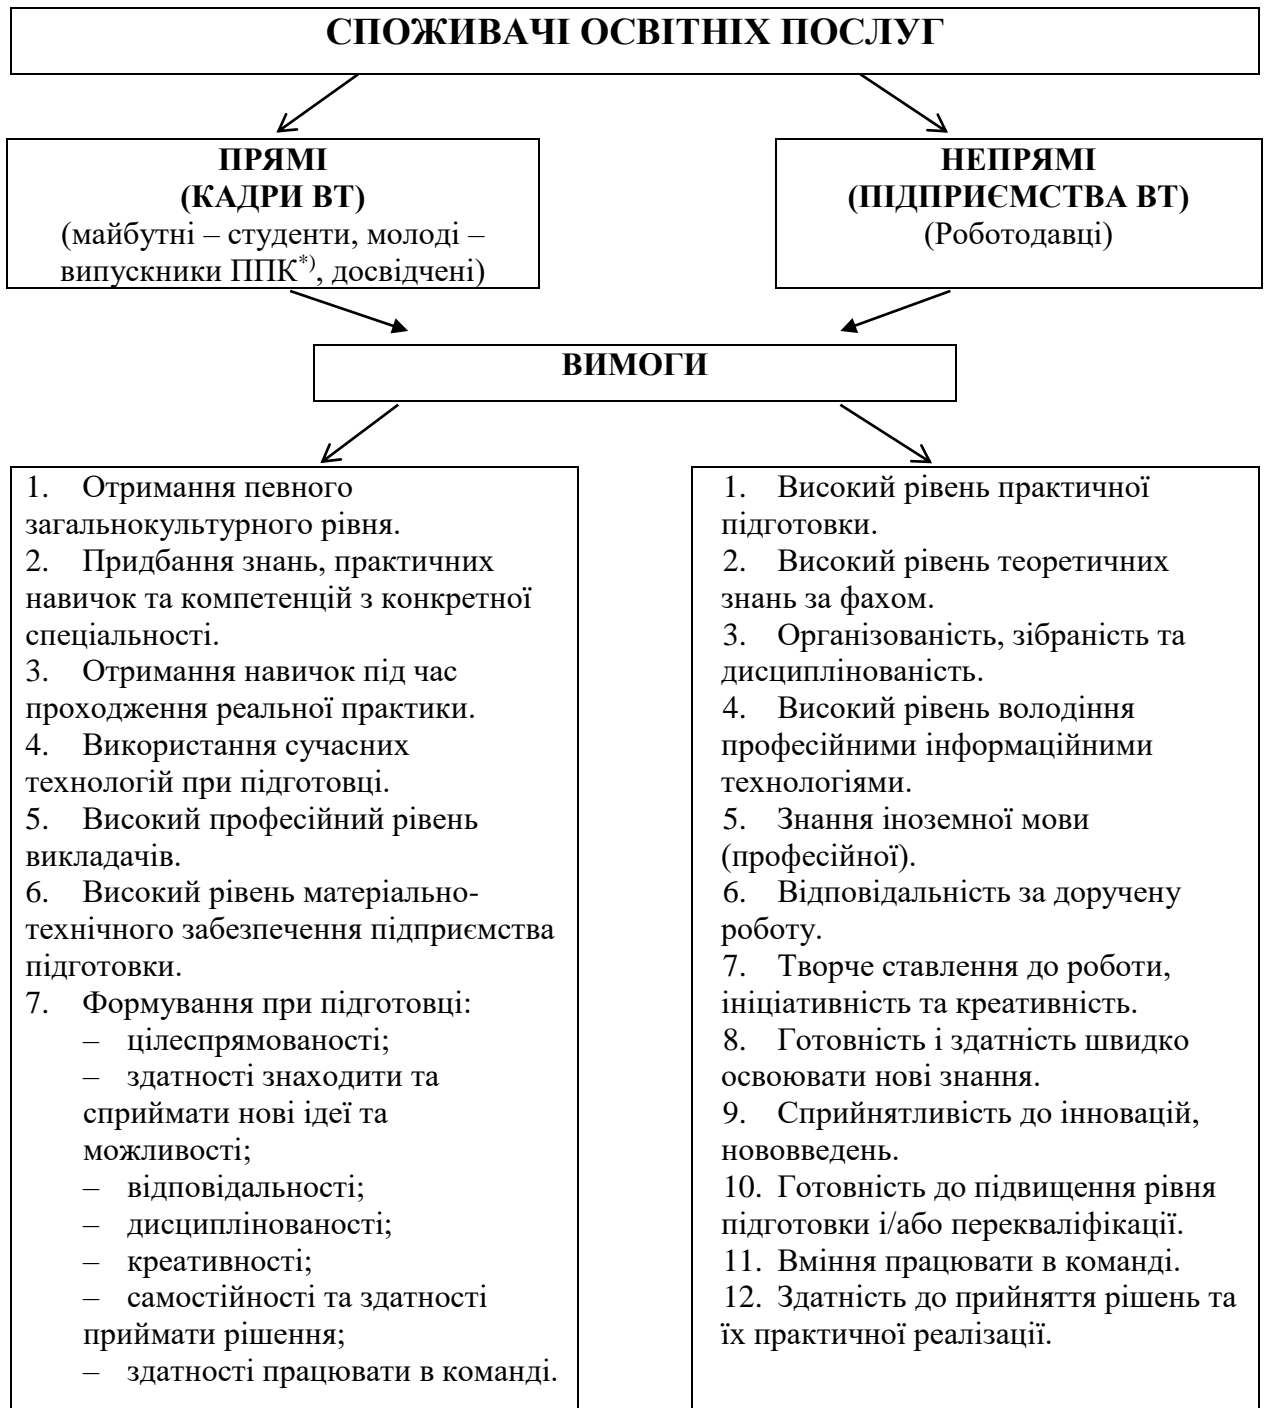 СПОЖИВАЧІ ОСВІТНІХ ПОСЛУГ
ПРЯМІ
(КАДРИ ВТ)
(майбутні – студенти, молоді –
випускники ППК*), досвідчені)
НЕПРЯМІ
(ПІДПРИЄМСТВА ВТ)
(Роботодавці)
ВИМОГИ
1. Отримання певного
загальнокультурного рівня.
2. Придбання знань, практичних
навичок та компетенцій з конкретної
спеціальності.
3. Отримання навичок під час
проходження реальної практики.
4. Використання сучасних
технологій при підготовці.
5. Високий професійний рівень
викладачів.
6. Високий рівень матеріально-
технічного забезпечення підприємства
підготовки.
7. Формування при підготовці:
– цілеспрямованості;
– здатності знаходити та
сприймати нові ідеї та
можливості;
– відповідальності;
– дисциплінованості;
– креативності;
– самостійності та здатності
приймати рішення;
– здатності працювати в команді.
1. Високий рівень практичної
підготовки.
2. Високий рівень теоретичних
знань за фахом.
3. Організованість, зібраність та
дисциплінованість.
4. Високий рівень володіння
професійними інформаційними
технологіями.
5. Знання іноземної мови
(професійної).
6. Відповідальність за доручену
роботу.
7. Творче ставлення до роботи,
ініціативність та креативність.
8. Готовність і здатність швидко
освоювати нові знання.
9. Сприйнятливість до інновацій,
нововведень.
10. Готовність до підвищення рівня
підготовки і/або перекваліфікації.
11. Вміння працювати в команді.
12. Здатність до прийняття рішень та
їх практичної реалізації.